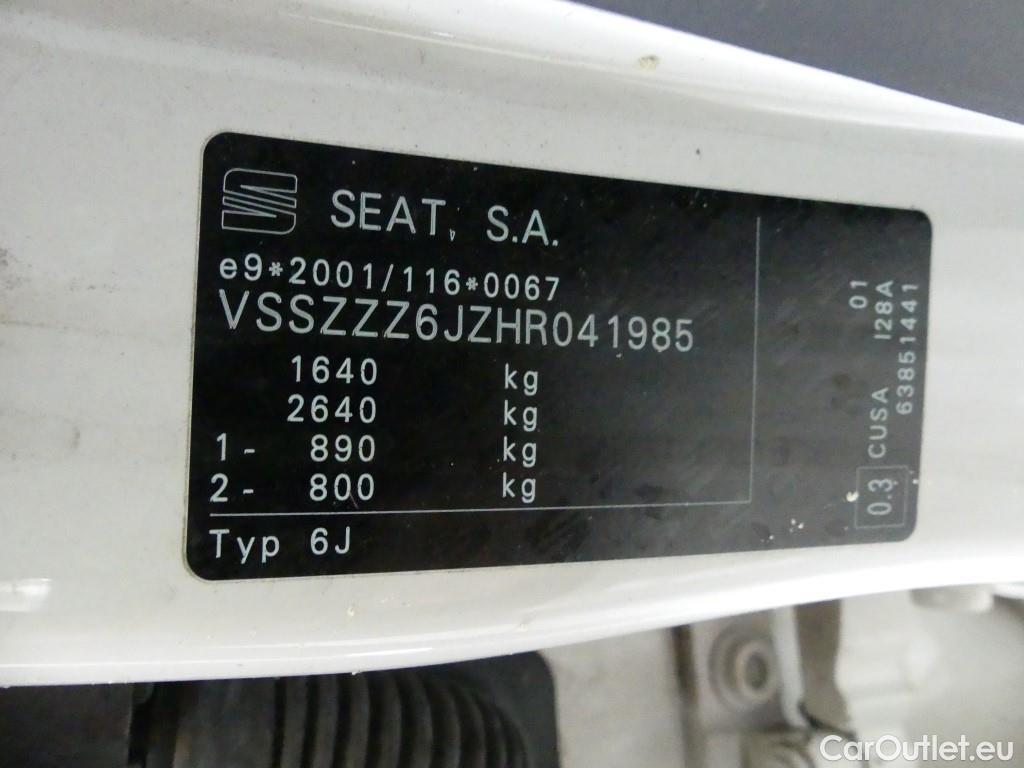 SEAT, S.A.
e9*2001/116*0067
VSSZZZ6JZHR041985
1640 kg
2640 kg
1- 890 kg
2- 800 kg
Typ 6J
0.3 CUSA I28A 01
63851441
CarOutlet.eu